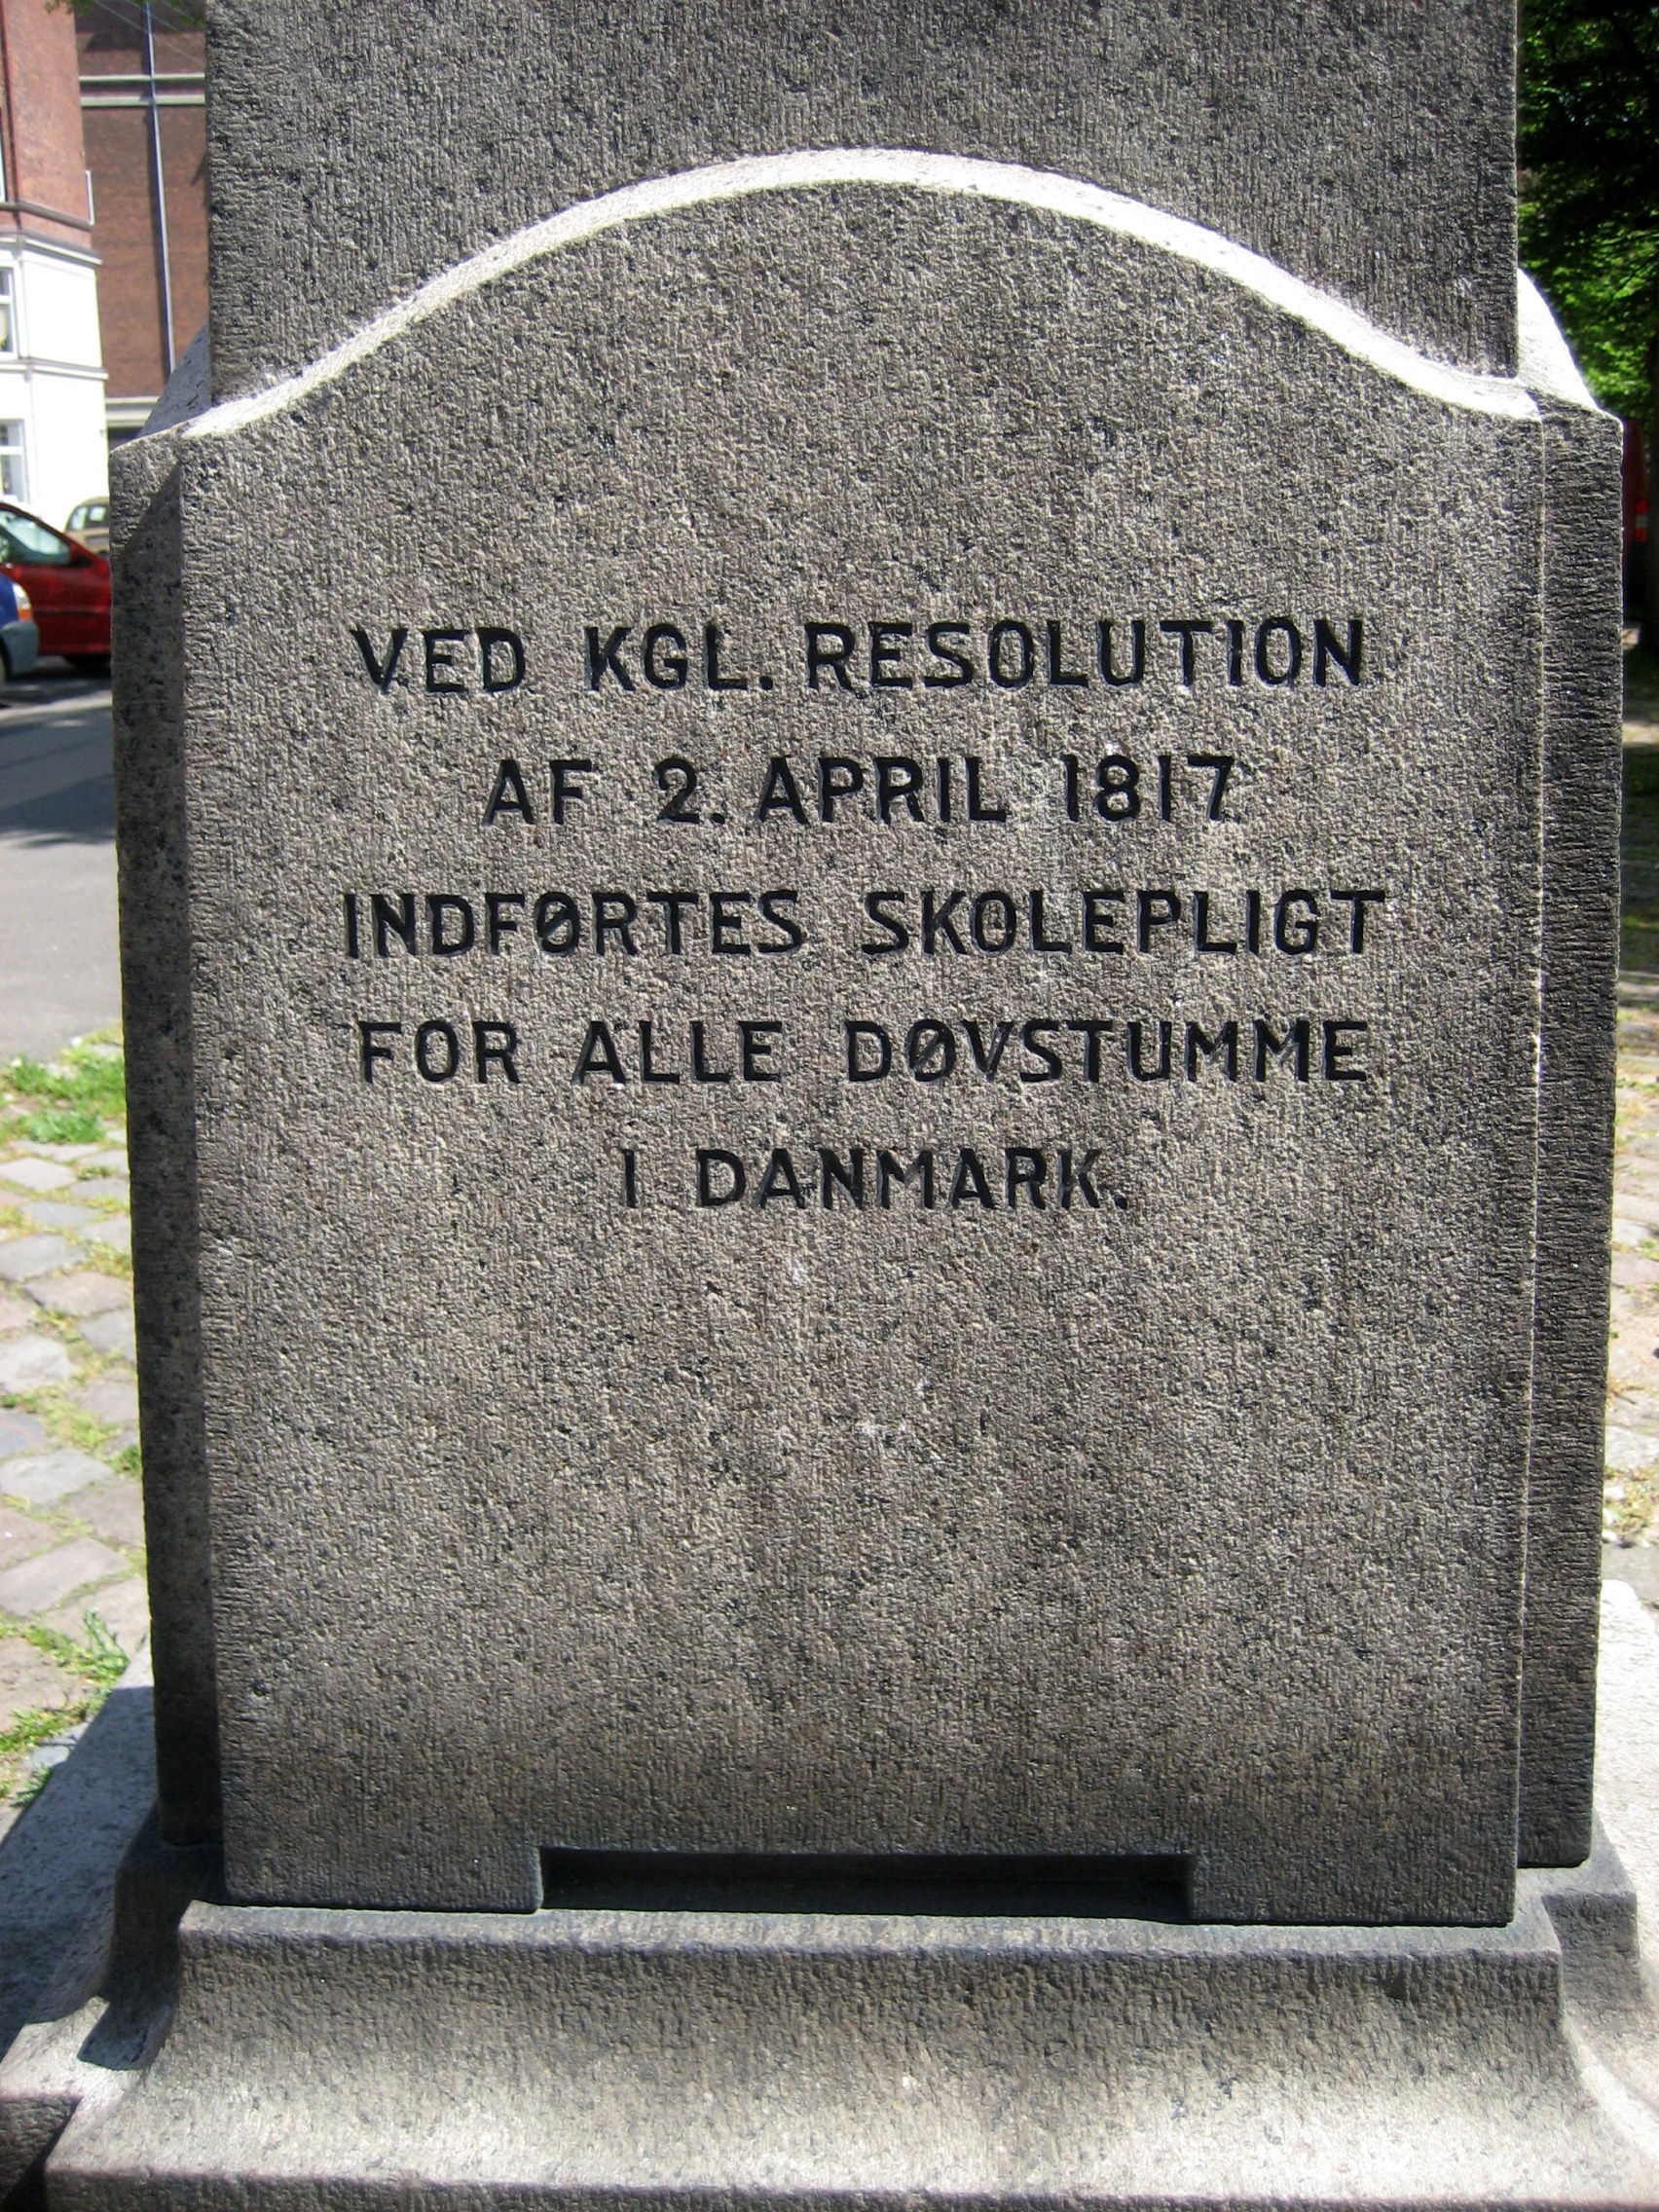 VED KGL. RESOLUTION
AF 2. APRIL 1817
INDFØRTES SKOLEPLIGT
FOR ALLE DØVSTUMME
I DANMARK.